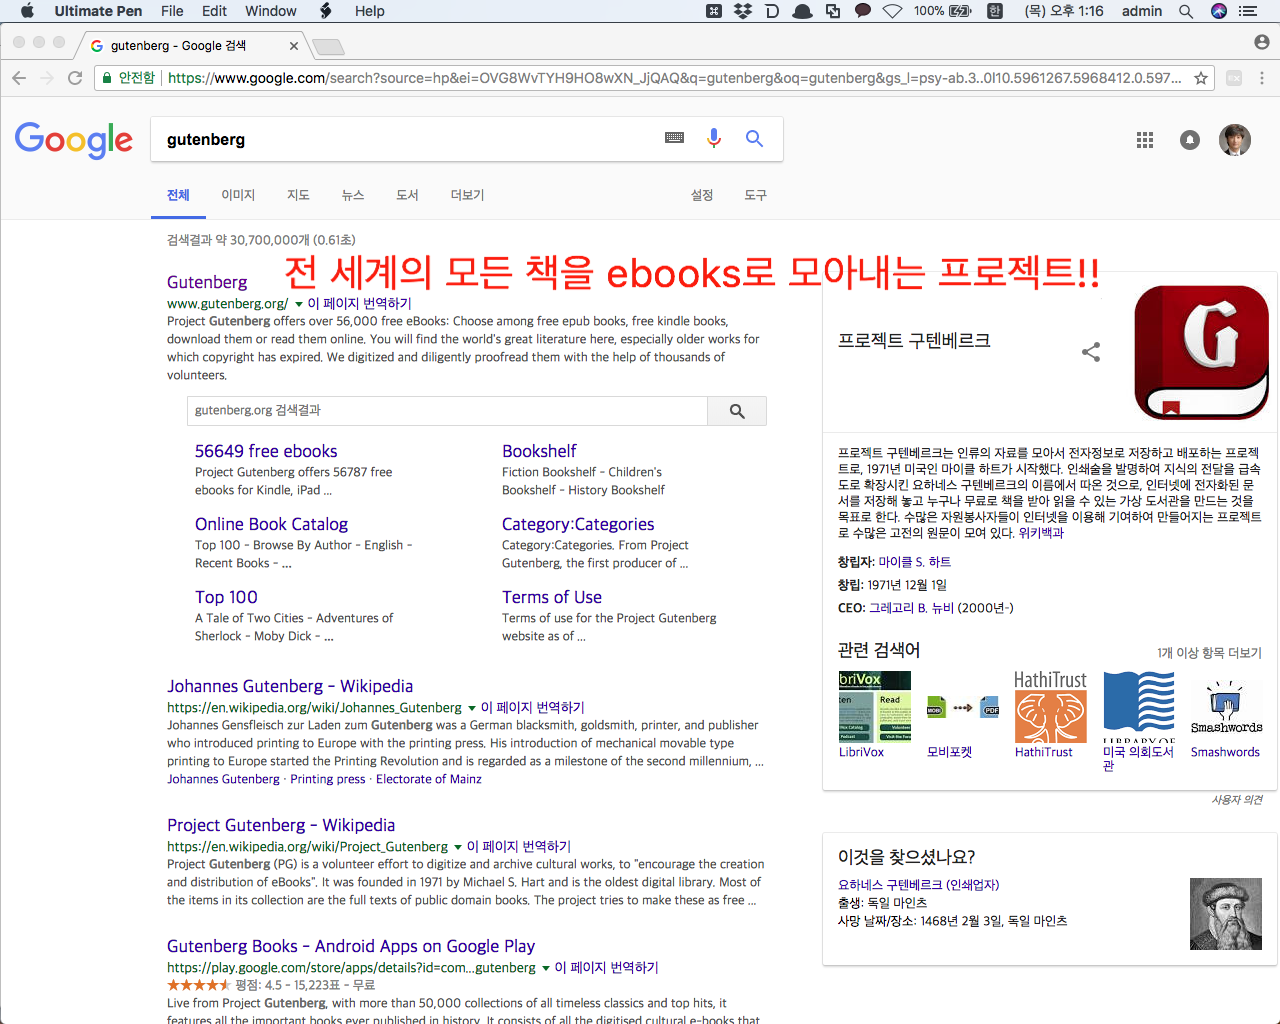 Ultimate Pen File Edit Window Help 100% 한 (목) 오후 1:16 admin
gutenberg - Google 검색
안전함 https://www.google.com/search?source=hp&ei=OVG8WvTYH9HO8wXN_JjQAQ&q=gutenberg&oq=gutenberg&gs_l=psy-ab.3..0l10.5961267.5968412.0.597...
Google gutenberg
전체 이미지 지도 뉴스 도서 더보기 설정 도구
검색결과 약 30,700,000개 (0.61초)
전 세계의 모든 책을 ebooks로 모아내는 프로젝트!!
Gutenberg
www.gutenberg.org/ 이 페이지 번역하기
Project Gutenberg offers over 56,000 free eBooks: Choose among free epub books, free kindle books,
download them or read them online. You will find the world's great literature here, especially older works for
which copyright has expired. We digitized and diligently proofread them with the help of thousands of
volunteers.
gutenberg.org 검색결과
56649 free ebooks
Project Gutenberg offers 56787 free
ebooks for Kindle, iPad ...
Bookshelf
Fiction Bookshelf - Children's
Bookshelf - History Bookshelf
Online Book Catalog
Top 100 - Browse By Author - English -
Recent Books - ...
Category:Categories
Category:Categories. From Project
Gutenberg, the first producer of ...
Top 100
A Tale of Two Cities - Adventures of
Sherlock - Moby Dick - ...
Terms of Use
Terms of use for the Project Gutenberg
website as of ...
Johannes Gutenberg - Wikipedia
https://en.wikipedia.org/wiki/Johannes_Gutenberg 이 페이지 번역하기
Johannes Gensfleisch zur Laden zum Gutenberg was a German blacksmith, goldsmith, printer, and publisher
who introduced printing to Europe with the printing press. His introduction of mechanical movable type
printing to Europe started the Printing Revolution and is regarded as a milestone of the second millennium, ...
Johannes Gutenberg · Printing press · Electorate of Mainz
Project Gutenberg - Wikipedia
https://en.wikipedia.org/wiki/Project_Gutenberg 이 페이지 번역하기
Project Gutenberg (PG) is a volunteer effort to digitize and archive cultural works, to "encourage the creation
and distribution of eBooks". It was founded in 1971 by Michael S. Hart and is the oldest digital library. Most of
the items in its collection are the full texts of public domain books. The project tries to make these as free ...
Gutenberg Books - Android Apps on Google Play
https://play.google.com/store/apps/details?id=com...gutenberg 이 페이지 번역하기
평점: 4.5 - 15,223표 - 무료
Live from Project Gutenberg, with more than 50,000 collections of all timeless classics and top hits, it
features all the important books ever published in history. It consists of all the digitised cultural e-books that
프로젝트 구텐베르크
G
프로젝트 구텐베르크는 인류의 자료를 모아서 전자정보로 저장하고 배포하는 프로젝
트로, 1971년 미국인 마이클 하트가 시작했다. 인쇄술을 발명하여 지식의 전달을 급속
도로 확장시킨 요하네스 구텐베르크의 이름에서 따온 것으로, 인터넷에 전자화된 문
서를 저장해 놓고 누구나 무료로 책을 받아 읽을 수 있는 가상 도서관을 만드는 것을
목표로 한다. 수많은 자원봉사자들이 인터넷을 이용해 기여하여 만들어지는 프로젝트
로 수많은 고전의 원문이 모여 있다. 위키백과
창립자: 마이클 S. 하트
창립: 1971년 12월 1일
CEO: 그레고리 B. 뉴비 (2000년-)
관련 검색어 1개 이상 항목 더보기
briVox
ten Read
MOBI PDF
HathiTrust
LIBRARY OF
Smashwords
LibriVox 모비포켓 HathiTrust 미국 의회도서관 Smashwords
사용자 의견
이것을 찾으셨나요?
요하네스 구텐베르크 (인쇄업자)
출생: 독일 마인츠
사망 날짜/장소: 1468년 2월 3일, 독일 마인츠